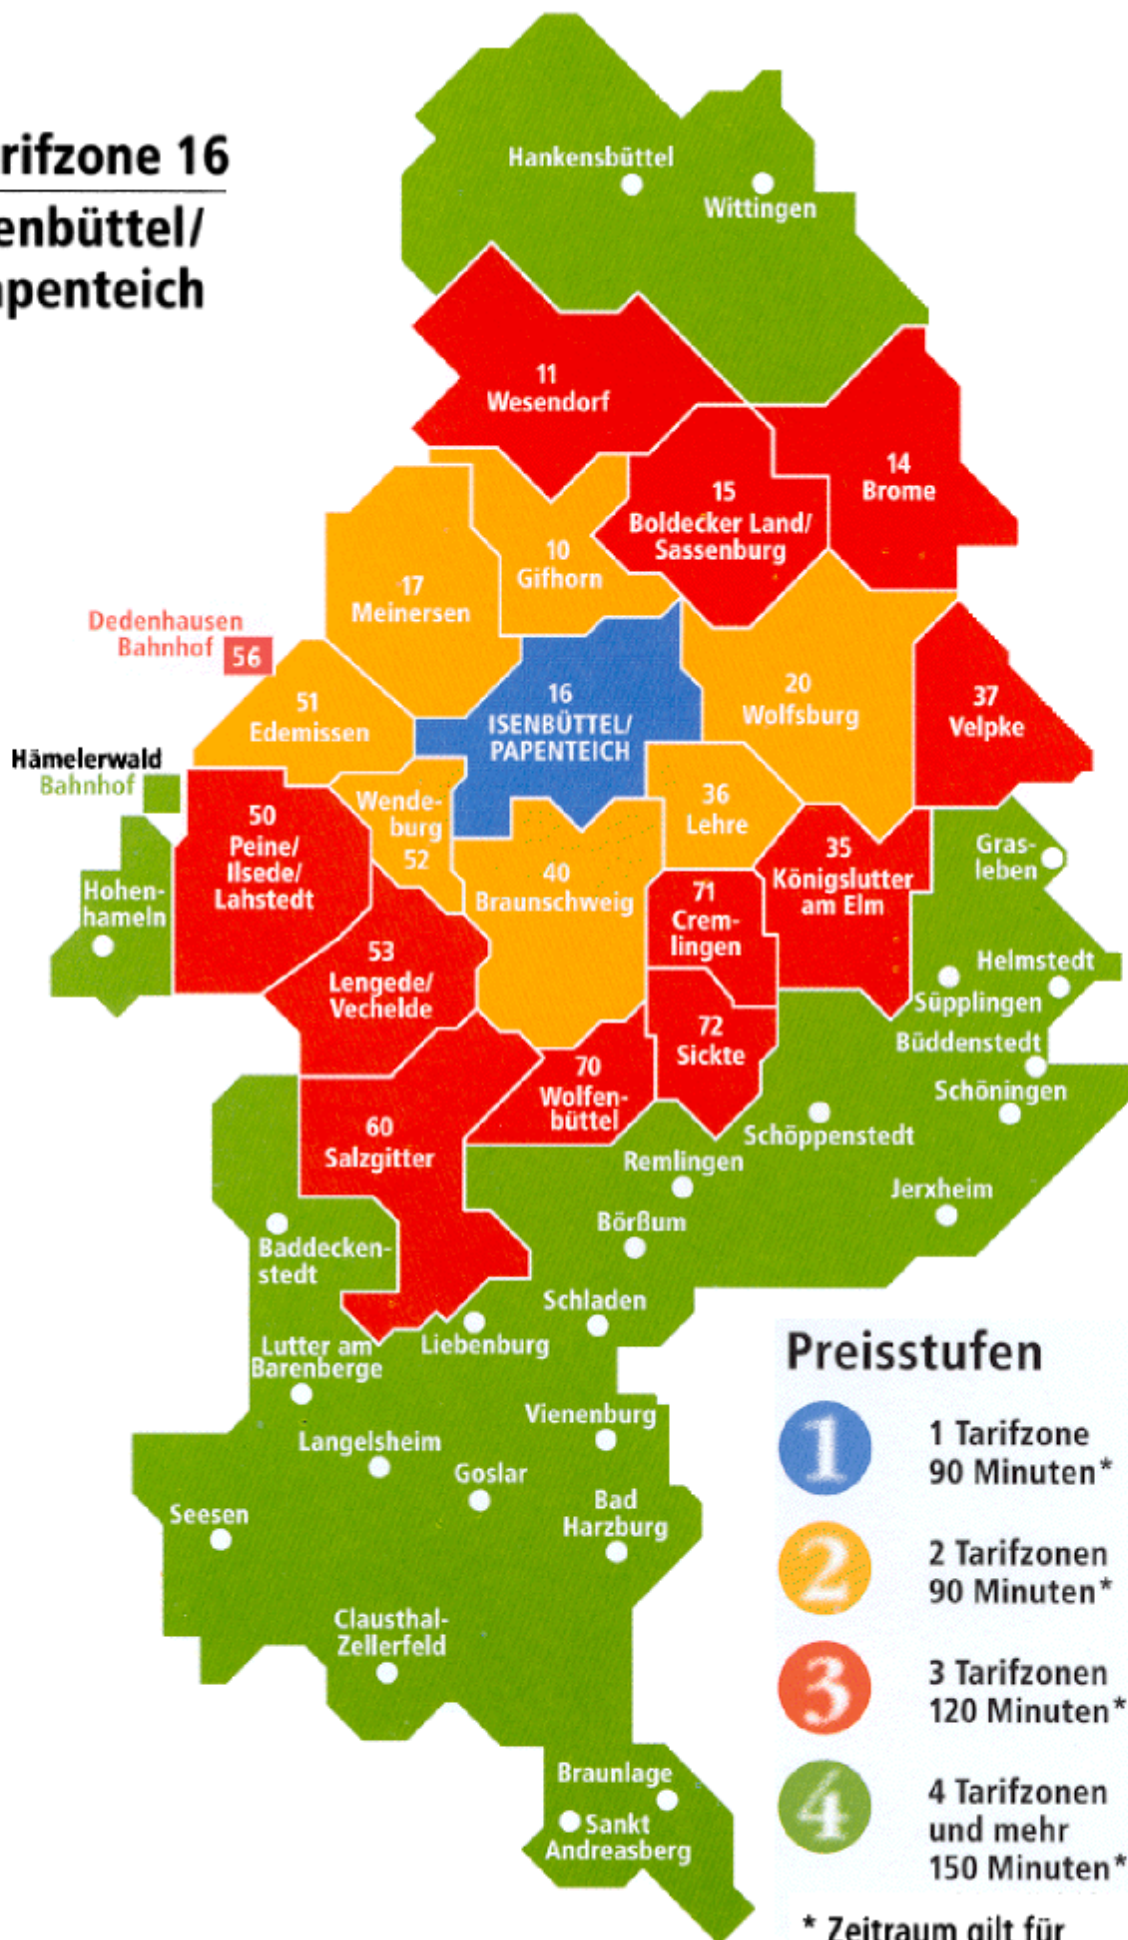 rifzone 16
enbüttel/
apenteich
Hankensbüttel
Wittingen
11
Wesendorf
14
Brome
15
Boldecker Land/
Sassenburg
10
Gifhorn
17
Meinersen
Dedenhausen
Bahnhof 56
16
ISENBÜTTEL/
PAPENTEICH
20
Wolfsburg
37
Velpke
51
Edemissen
Hämelerwald
Bahnhof
Wende-
burg
52
36
Lehre
50
Peine/
Ilsede/
Lahstedt
35
Königslutter
am Elm
Gras-
leben
40
Braunschweig
71
Crem-
lingen
Hohen-
hameln
53
Lengede/
Vechelde
Helmstedt
Süpplingen
72
Sickte
Büddenstedt
Schöningen
70
Wolfen-
büttel
60
Salzgitter
Schöppenstedt
Remlingen
Jerxheim
Börßum
Baddecken-
stedt
Schladen
Liebenburg
Lutter am
Barenberge
Vienenburg
Langelsheim
Goslar
Bad
Harzburg
Seesen
Clausthal-
Zellerfeld
Braunlage
Sankt
Andreasberg
Preisstufen
1 1 Tarifzone
90 Minuten*
2 2 Tarifzonen
90 Minuten*
3 3 Tarifzonen
120 Minuten*
4 4 Tarifzonen
und mehr
150 Minuten*
* Zeitraum gilt für